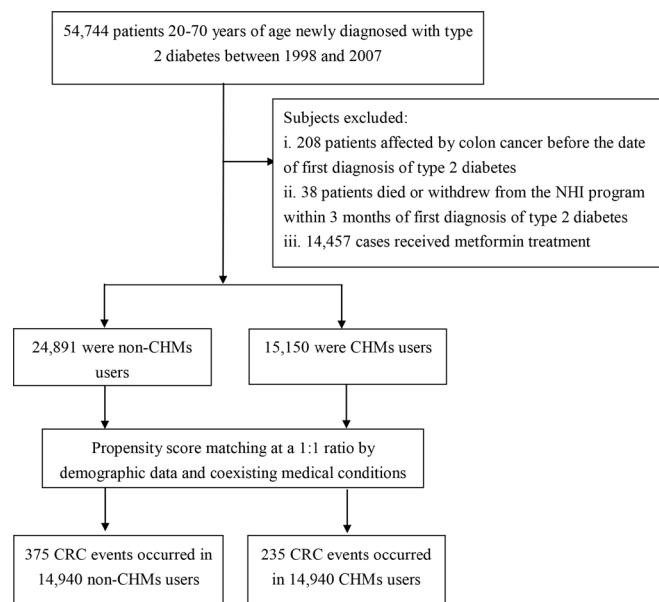 54,744 patients 20-70 years of age newly diagnosed with type
2 diabetes between 1998 and 2007
Subjects excluded:
i. 208 patients affected by colon cancer before the date
of first diagnosis of type 2 diabetes
ii. 38 patients died or withdrew from the NHI program
within 3 months of first diagnosis of type 2 diabetes
iii. 14,457 cases received metformin treatment
24,891 were non-CHMs
users
15,150 were CHMs users
Propensity score matching at a 1:1 ratio by
demographic data and coexisting medical conditions
375 CRC events occurred in
14,940 non-CHMs users
235 CRC events occurred
in 14,940 CHMs users